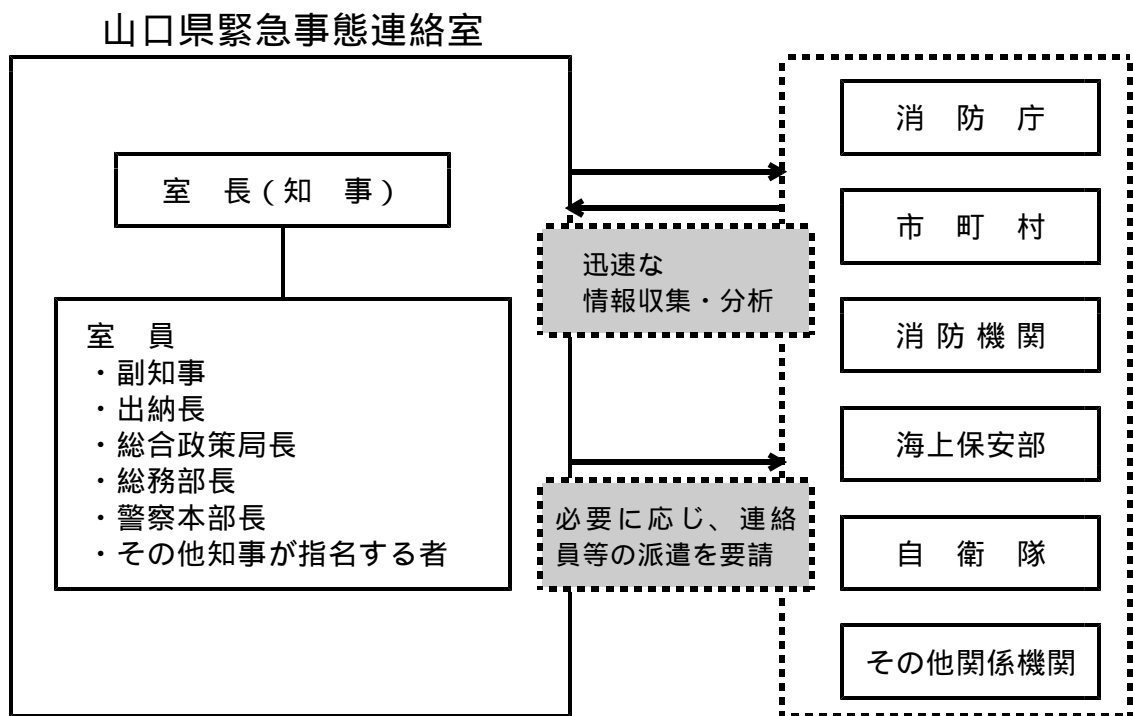 山口県緊急事態連絡室
室　長（知　事）
室　員
・副知事
・出納長
・総合政策局長
・総務部長
・警察本部長
・その他知事が指名する者
迅速な
情報収集・分析
必要に応じ、連絡
員等の派遣を要請
消　防　庁
市　町　村
消防機関
海上保安部
自　衛　隊
その他関係機関